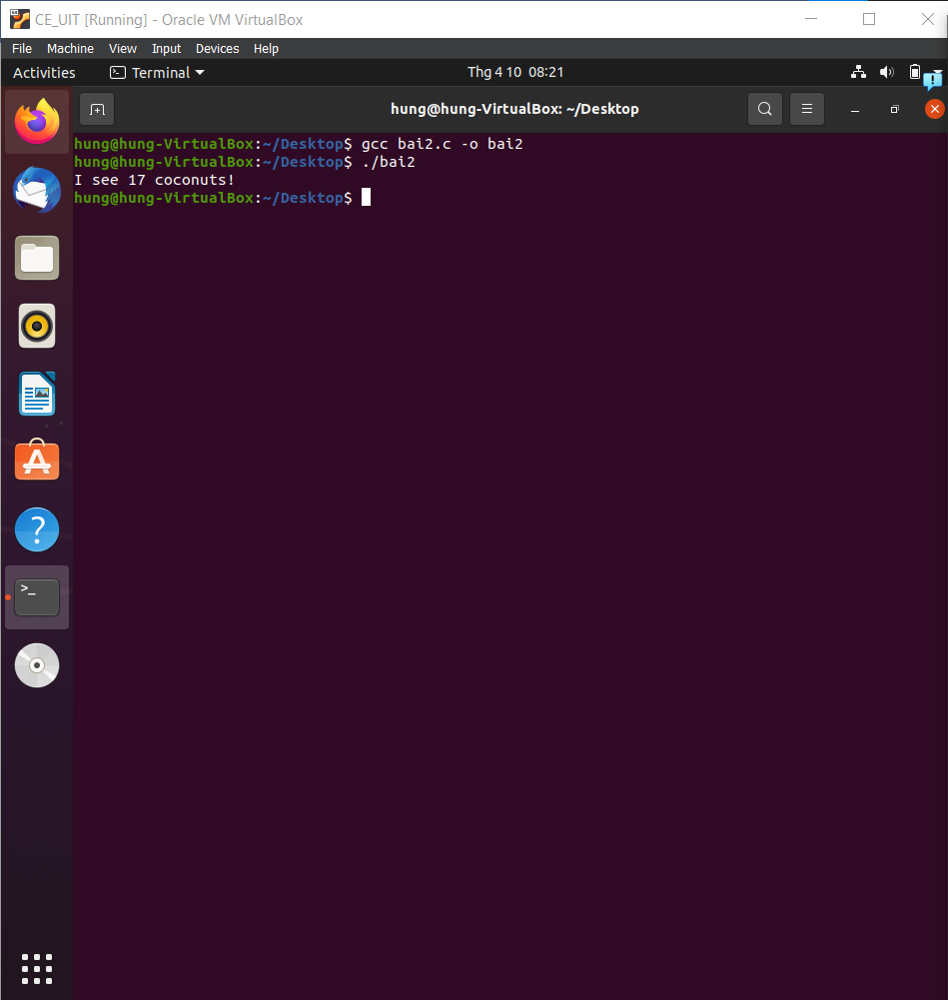 CE_UIT [Running] - Oracle VM VirtualBox
File Machine View Input Devices Help
Activities Terminal Thg 4 10 08:21
hung@hung-VirtualBox: ~/Desktop
hung@hung-VirtualBox:~/Desktop$ gcc bai2.c -o bai2
hung@hung-VirtualBox:~/Desktop$ ./bai2
I see 17 coconuts!
hung@hung-VirtualBox:~/Desktop$